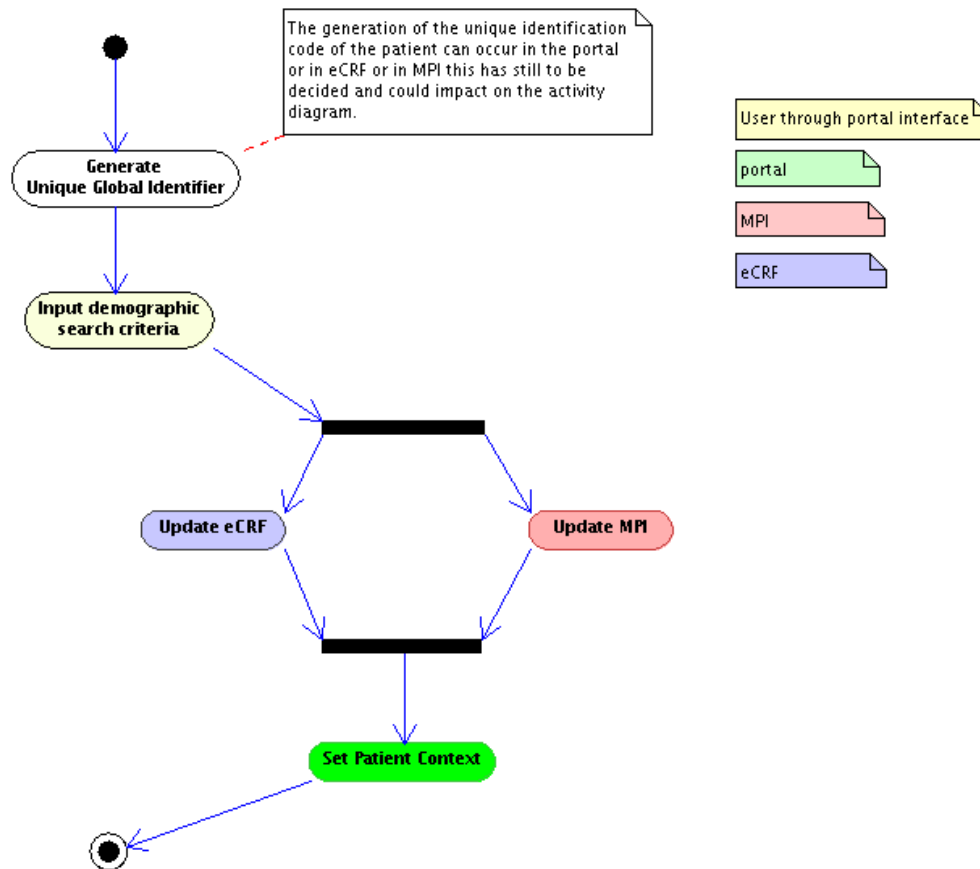 The generation of the unique identification
code of the patient can occur in the portal
or in eCRF or in MPI this has still to be
decided and could impact on the activity
diagram.
User through portal interface
portal
MPI
eCRF
Generate
Unique Global Identifier
Input demographic
search criteria
Update eCRF
Update MPI
Set Patient Context